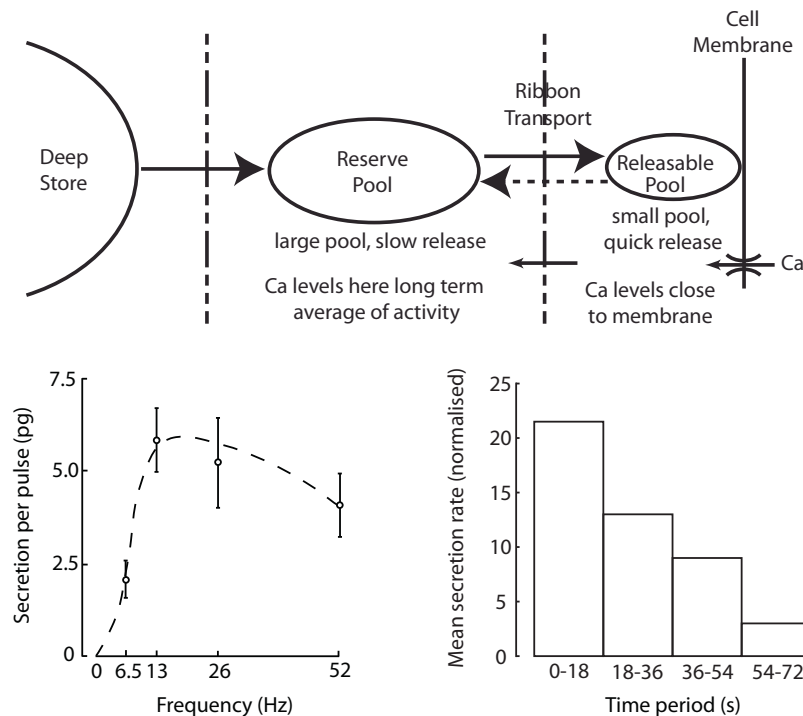 Cell
Membrane
Ribbon
Transport
Deep
Store
Reserve
Pool
Releasable
Pool
large pool, slow release
small pool,
quick release
Ca levels here long term
average of activity
Ca levels close
to membrane
Ca
Secretion per pulse (pg)
7.5
5.0
2.5
0
0 6.5 13 26 52
Frequency (Hz)
Mean secretion rate (normalised)
25
20
15
10
5
0
0-18 18-36 36-54 54-72
Time period (s)